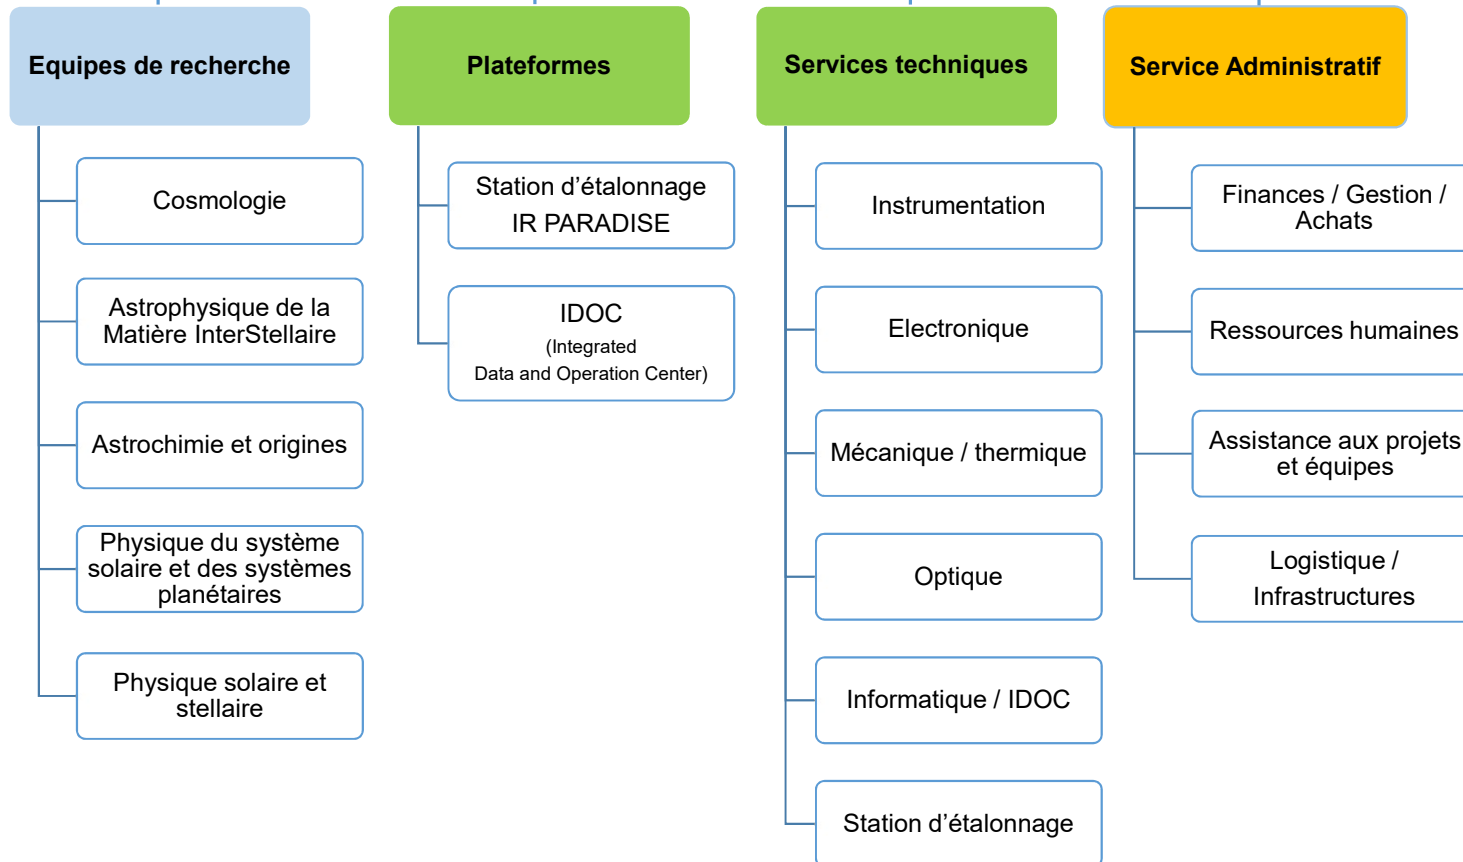 Equipes de recherche
Cosmologie
Astrophysique de la
Matière InterStellaire
Astrochimie et origines
Physique du système
solaire et des systèmes
planétaires
Physique solaire et
stellaire
Plateformes
Station d’étalonnage
IR PARADISE
IDOC
(Integrated
Data and Operation Center)
Services techniques
Instrumentation
Electronique
Mécanique / thermique
Optique
Informatique / IDOC
Station d’étalonnage
Service Administratif
Finances / Gestion /
Achats
Ressources humaines
Assistance aux projets
et équipes
Logistique /
Infrastructures